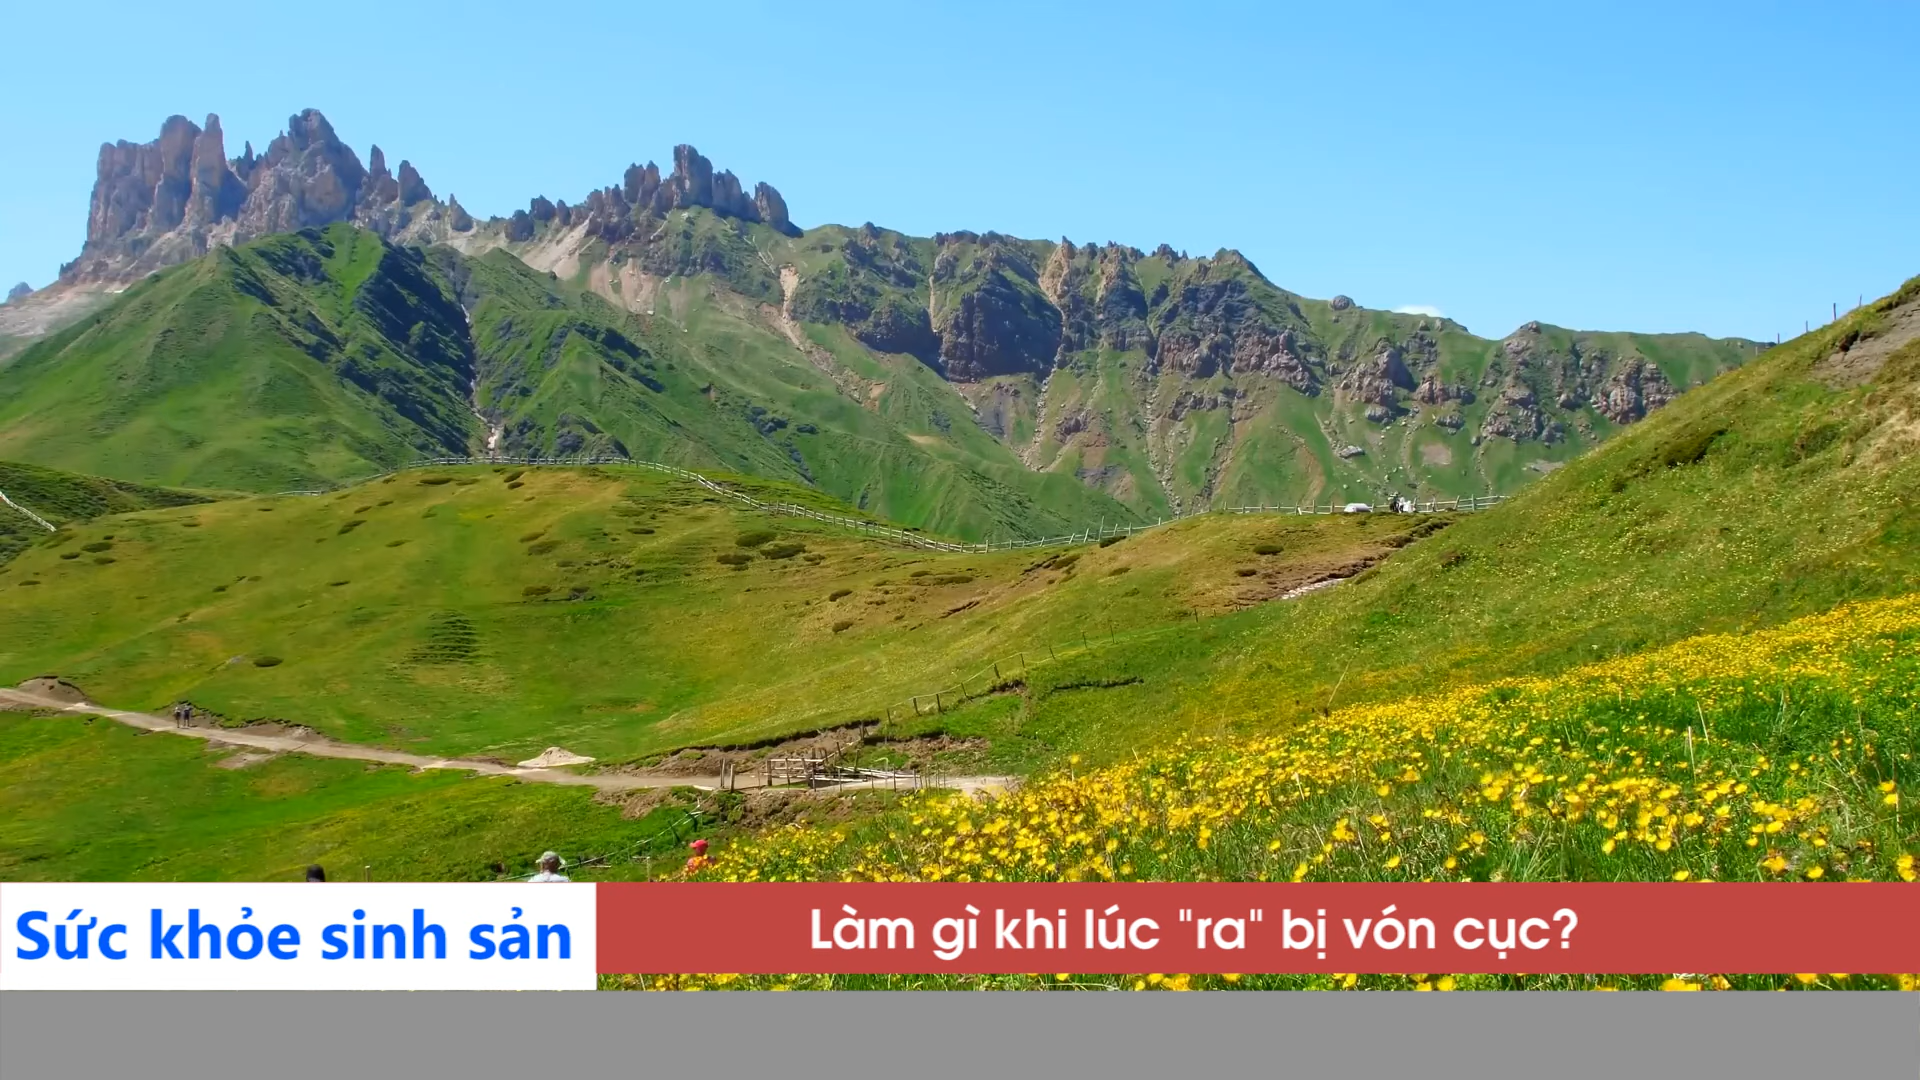 Sức khỏe sinh sản
Làm gì khi lúc "ra" bị vón cục?